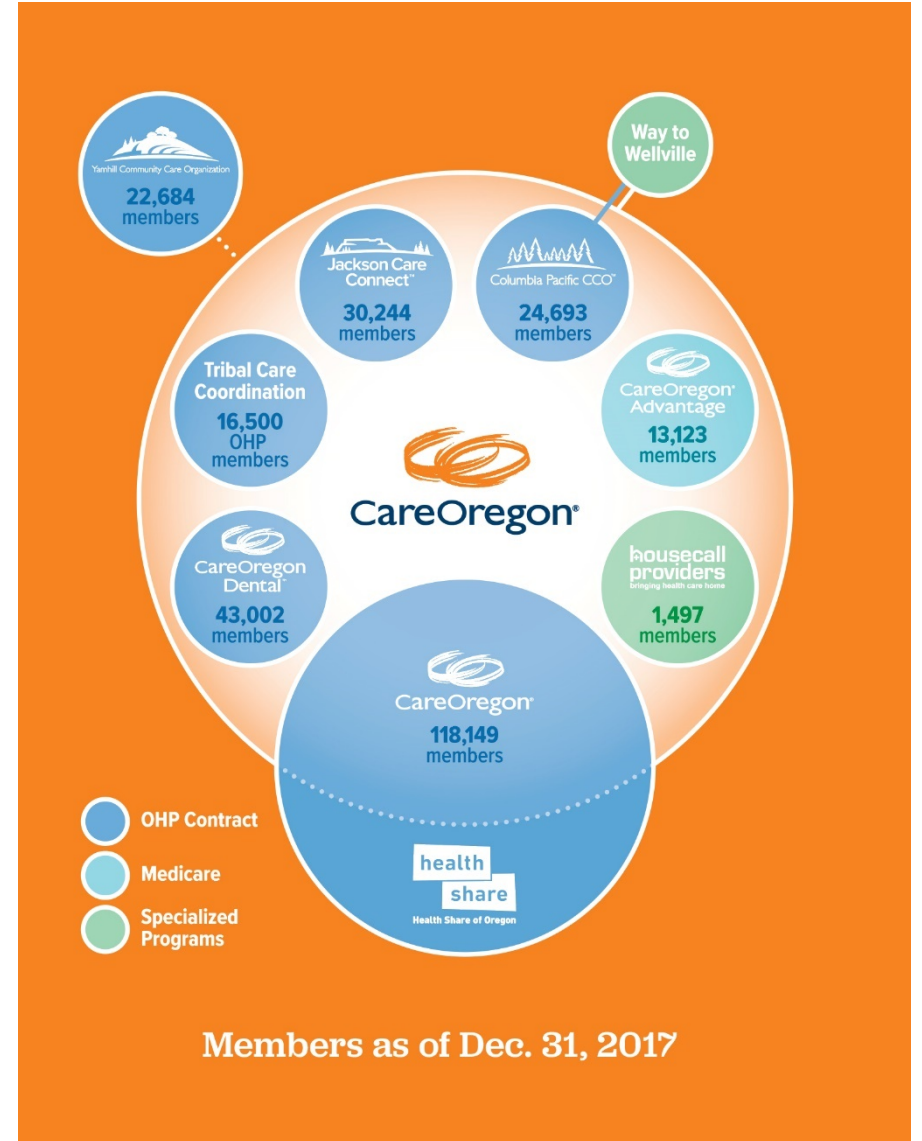 Yamhill Community Care Organization
22,684
members
Way to
Wellville
Jackson Care
Connect™
30,244
members
Columbia Pacific CCO™
24,693
members
Tribal Care
Coordination
16,500
OHP
members
CareOregon®
Advantage
13,123
members
CareOregon®
CareOregon
Dental™
43,002
members
housecall
providers
bringing health care home
1,497
members
CareOregon®
118,149
members
health
share
Health Share of Oregon
OHP Contract
Medicare
Specialized
Programs
Members as of Dec. 31, 2017